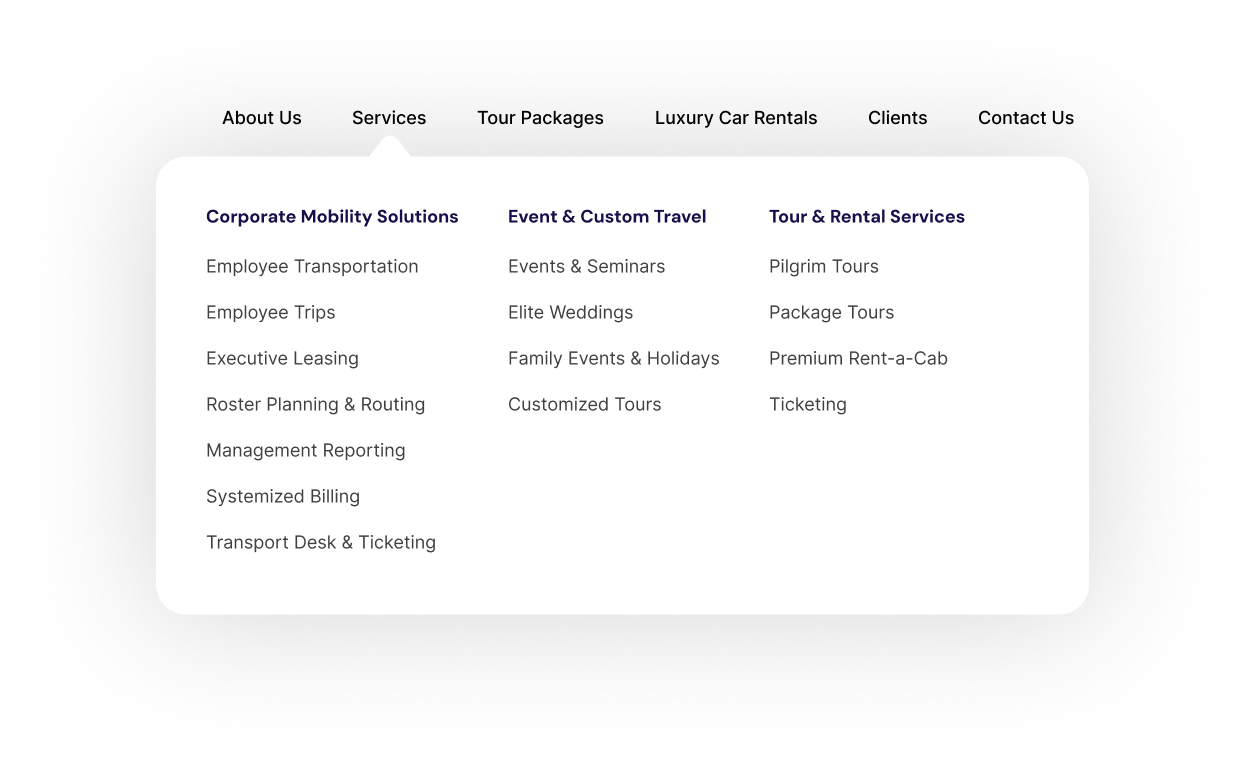 About Us
Services
Tour Packages
Luxury Car Rentals
Clients
Contact Us
Corporate Mobility Solutions
Employee Transportation
Employee Trips
Executive Leasing
Roster Planning & Routing
Management Reporting
Systemized Billing
Transport Desk & Ticketing
Event & Custom Travel
Events & Seminars
Elite Weddings
Family Events & Holidays
Customized Tours
Tour & Rental Services
Pilgrim Tours
Package Tours
Premium Rent-a-Cab
Ticketing